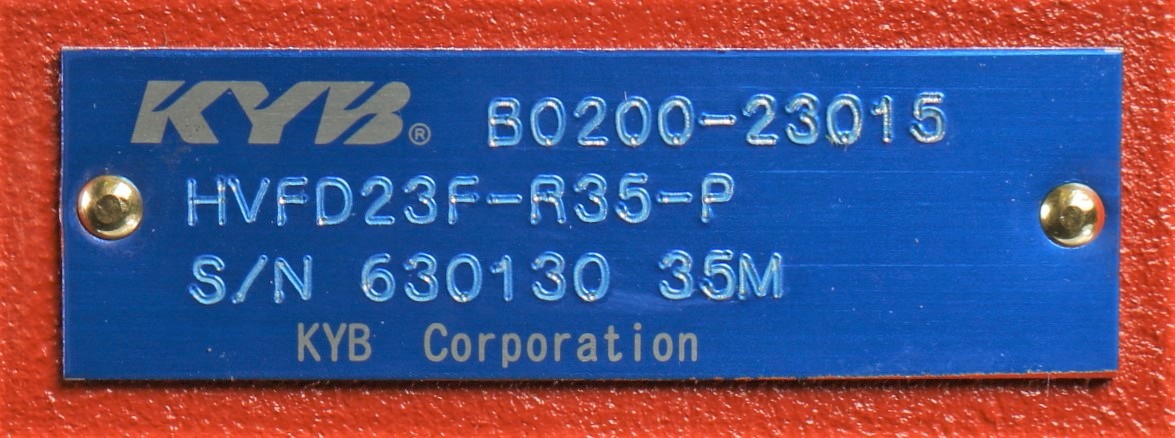 KYB® B0200-23015
HVFD23F-R35-P
S/N 630130 35M
KYB Corporation